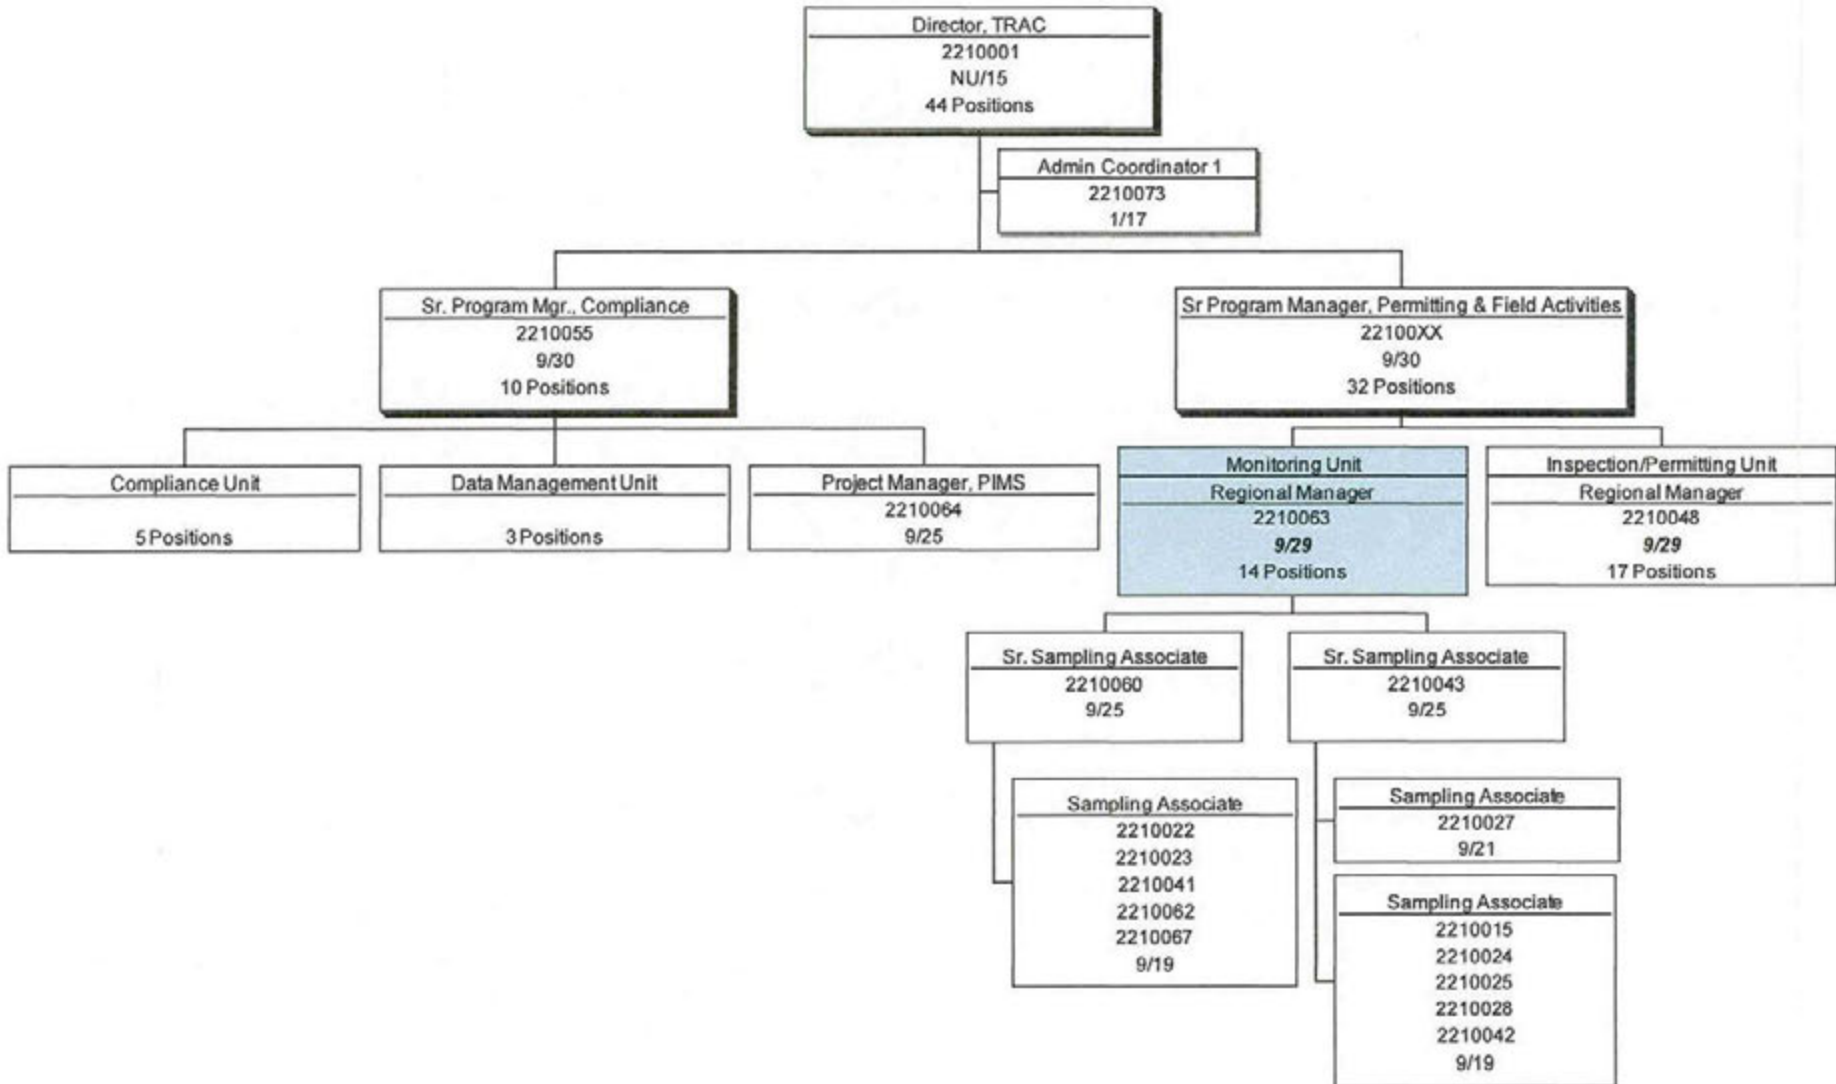 Director, TRAC
2210001
NU/15
44 Positions
Admin Coordinator 1
2210073
1/17
Sr. Program Mgr., Compliance
2210055
9/30
10 Positions
Sr Program Manager, Permitting & Field Activities
22100XX
9/30
32 Positions
Compliance Unit
5 Positions
Data Management Unit
3 Positions
Project Manager, PIMS
2210064
9/25
Monitoring Unit
Regional Manager
2210063
9/29
14 Positions
Inspection/Permitting Unit
Regional Manager
2210048
9/29
17 Positions
Sr. Sampling Associate
2210060
9/25
Sr. Sampling Associate
2210043
9/25
Sampling Associate
2210022
2210023
2210041
2210062
2210067
9/19
Sampling Associate
2210027
9/21
Sampling Associate
2210015
2210024
2210025
2210028
2210042
9/19